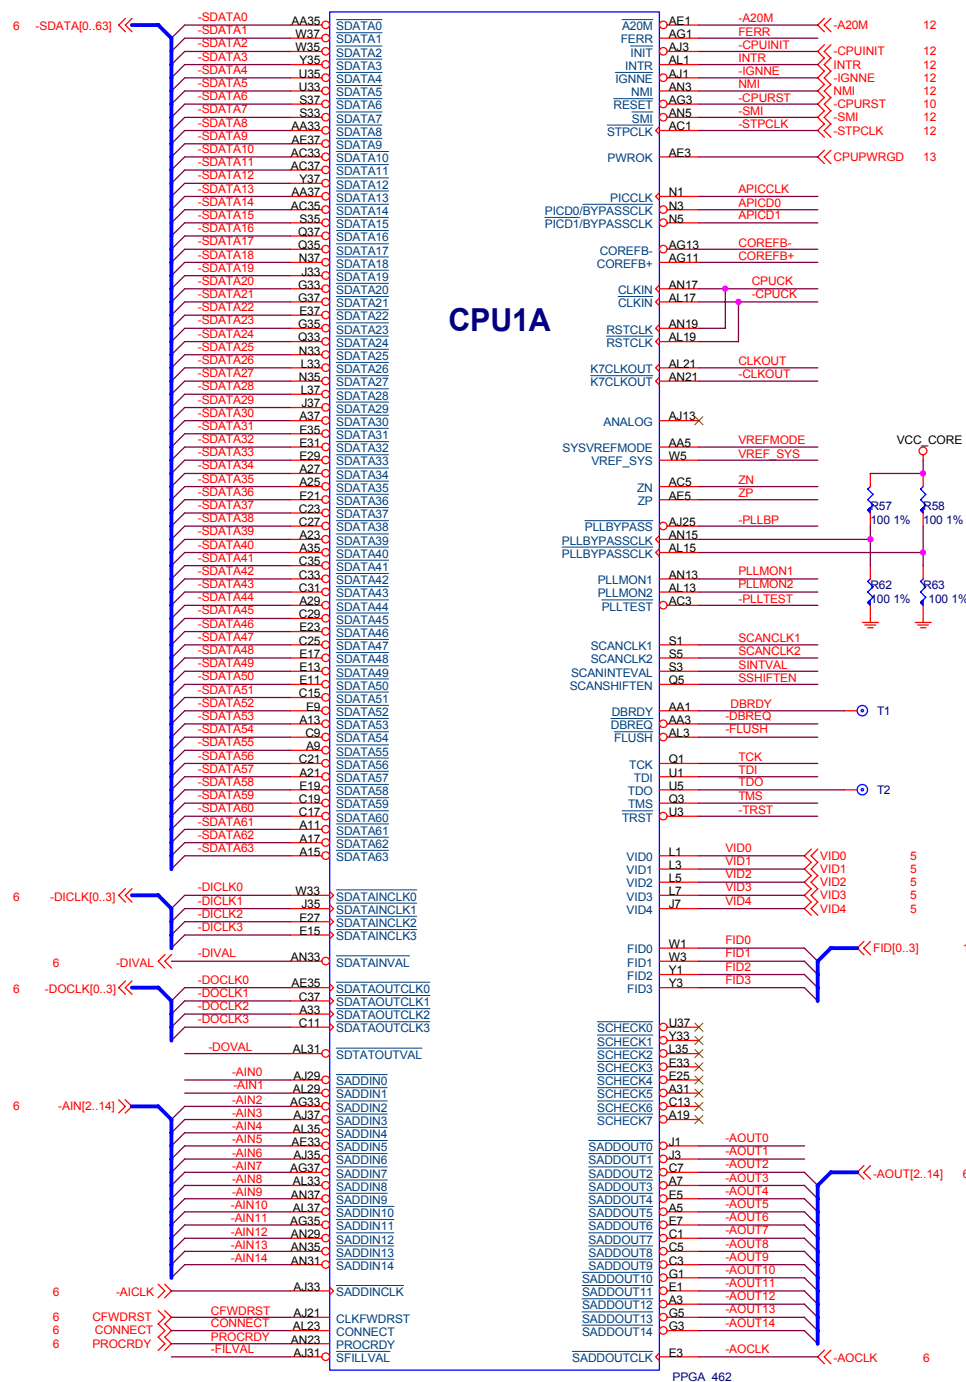 6 -SDATA[0..63]
-SDATA0 AA35 SDATA0
-SDATA1 W37 SDATA1
-SDATA2 W35 SDATA2
-SDATA3 Y35 SDATA3
-SDATA4 U35 SDATA4
-SDATA5 U33 SDATA5
-SDATA6 S37 SDATA6
-SDATA7 S33 SDATA7
-SDATA8 AA33 SDATA8
-SDATA9 AE37 SDATA9
-SDATA10 AC33 SDATA10
-SDATA11 AC37 SDATA11
-SDATA12 Y37 SDATA12
-SDATA13 AA37 SDATA13
-SDATA14 AC35 SDATA14
-SDATA15 S35 SDATA15
-SDATA16 Q37 SDATA16
-SDATA17 Q35 SDATA17
-SDATA18 N37 SDATA18
-SDATA19 J33 SDATA19
-SDATA20 G33 SDATA20
-SDATA21 G37 SDATA21
-SDATA22 E37 SDATA22
-SDATA23 G35 SDATA23
-SDATA24 Q33 SDATA24
-SDATA25 N33 SDATA25
-SDATA26 L33 SDATA26
-SDATA27 N35 SDATA27
-SDATA28 L37 SDATA28
-SDATA29 J37 SDATA29
-SDATA30 A37 SDATA30
-SDATA31 E35 SDATA31
-SDATA32 E31 SDATA32
-SDATA33 E29 SDATA33
-SDATA34 A27 SDATA34
-SDATA35 A25 SDATA35
-SDATA36 E21 SDATA36
-SDATA37 C23 SDATA37
-SDATA38 C27 SDATA38
-SDATA39 A23 SDATA39
-SDATA40 A35 SDATA40
-SDATA41 C35 SDATA41
-SDATA42 C33 SDATA42
-SDATA43 C31 SDATA43
-SDATA44 A29 SDATA44
-SDATA45 C29 SDATA45
-SDATA46 E23 SDATA46
-SDATA47 C25 SDATA47
-SDATA48 E17 SDATA48
-SDATA49 E13 SDATA49
-SDATA50 E11 SDATA50
-SDATA51 C15 SDATA51
-SDATA52 E9 SDATA52
-SDATA53 A13 SDATA53
-SDATA54 C9 SDATA54
-SDATA55 A9 SDATA55
-SDATA56 C21 SDATA56
-SDATA57 A21 SDATA57
-SDATA58 E19 SDATA58
-SDATA59 C19 SDATA59
-SDATA60 C17 SDATA60
-SDATA61 A11 SDATA61
-SDATA62 A17 SDATA62
-SDATA63 A15 SDATA63
6 -DICLK[0..3]
-DICLK0 W33 SDATAINCLK0
-DICLK1 J35 SDATAINCLK1
-DICLK2 E27 SDATAINCLK2
-DICLK3 E15 SDATAINCLK3
6 -DIVAL -DIVAL AN33 SDATAINVAL
6 -DOCLK[0..3]
-DOCLK0 AE35 SDATAOUTCLK0
-DOCLK1 C37 SDATAOUTCLK1
-DOCLK2 A33 SDATAOUTCLK2
-DOCLK3 C11 SDATAOUTCLK3
-DOVAL AL31 SDTATOUTVAL
6 -AIN[2..14]
-AIN0 AJ29 SADDIN0
-AIN1 AL29 SADDIN1
-AIN2 AG33 SADDIN2
-AIN3 AJ37 SADDIN3
-AIN4 AL35 SADDIN4
-AIN5 AE33 SADDIN5
-AIN6 AJ35 SADDIN6
-AIN7 AG37 SADDIN7
-AIN8 AL33 SADDIN8
-AIN9 AN37 SADDIN9
-AIN10 AL37 SADDIN10
-AIN11 AG35 SADDIN11
-AIN12 AN29 SADDIN12
-AIN13 AN35 SADDIN13
-AIN14 AN31 SADDIN14
6 -AICLK AJ33 SADDINCLK
6 CFWDRST CFWDRST AJ21 CLKFWDRST
6 CONNECT CONNECT AL23 CONNECT
6 PROCRDY PROCRDY AN23 PROCRDY
-FILVAL AJ31 SFILLVAL
CPU1A
A20M AE1 -A20M -A20M 12
FERR AG1 FERR
INIT AJ3 -CPUINIT -CPUINIT 12
INTR AL1 INTR INTR 12
IGNNE AJ1 -IGNNE -IGNNE 12
NMI AN3 NMI NMI 12
RESET AG3 -CPURST -CPURST 10
SMI AN5 -SMI -SMI 12
STPCLK AC1 -STPCLK -STPCLK 12
PWROK AE3 CPUPWRGD 13
PICCLK N1 APICCLK
PICD0/BYPASSCLK N3 APICD0
PICD1/BYPASSCLK N5 APICD1
COREFB- AG13 COREFB-
COREFB+ AG11 COREFB+
CLKIN AN17 CPUCK
CLKIN AL17 -CPUCK
RSTCLK AN19
RSTCLK AL19
K7CLKOUT AL21 CLKOUT
K7CLKOUT AN21 -CLKOUT
ANALOG AJ13
SYSVREFMODE AA5 VREFMODE
VREF_SYS W5 VREF_SYS
ZN AC5 ZN
ZP AE5 ZP
PLLBYPASS AJ25 -PLLBP
PLLBYPASSCLK AN15
PLLBYPASSCLK AL15
VCC_CORE
R57 100 1%
R58 100 1%
R62 100 1%
R63 100 1%
PLLMON1 AN13 PLLMON1
PLLMON2 AL13 PLLMON2
PLLTEST AC3 -PLLTEST
SCANCLK1 S1 SCANCLK1
SCANCLK2 S5 SCANCLK2
SCANINTEVAL S3 SINTVAL
SCANSHIFTEN Q5 SSHIFTEN
DBRDY AA1 DBRDY T1
DBREQ AA3 -DBREQ
FLUSH AL3 -FLUSH
TCK Q1 TCK
TDI U1 TDI
TDO U5 TDO T2
TMS Q3 TMS
TRST U3 -TRST
VID0 L1 VID0 VID0 5
VID1 L3 VID1 VID1 5
VID2 L5 VID2 VID2 5
VID3 L7 VID3 VID3 5
VID4 J7 VID4 VID4 5
FID0 W1 FID0 FID[0..3]
FID1 W3 FID1
FID2 Y1 FID2
FID3 Y3 FID3
SCHECK0 U37
SCHECK1 Y33
SCHECK2 L35
SCHECK3 E33
SCHECK4 E25
SCHECK5 A31
SCHECK6 C13
SCHECK7 A19
SADDOUT0 J1 -AOUT0
SADDOUT1 J3 -AOUT1
SADDOUT2 C7 -AOUT2 -AOUT[2..14] 6
SADDOUT3 A7 -AOUT3
SADDOUT4 E5 -AOUT4
SADDOUT5 A5 -AOUT5
SADDOUT6 E7 -AOUT6
SADDOUT7 C1 -AOUT7
SADDOUT8 C5 -AOUT8
SADDOUT9 C3 -AOUT9
SADDOUT10 G1 -AOUT10
SADDOUT11 E1 -AOUT11
SADDOUT12 A3 -AOUT12
SADDOUT13 G5 -AOUT13
SADDOUT14 G3 -AOUT14
SADDOUTCLK E3 -AOCLK -AOCLK 6
PPGA_462